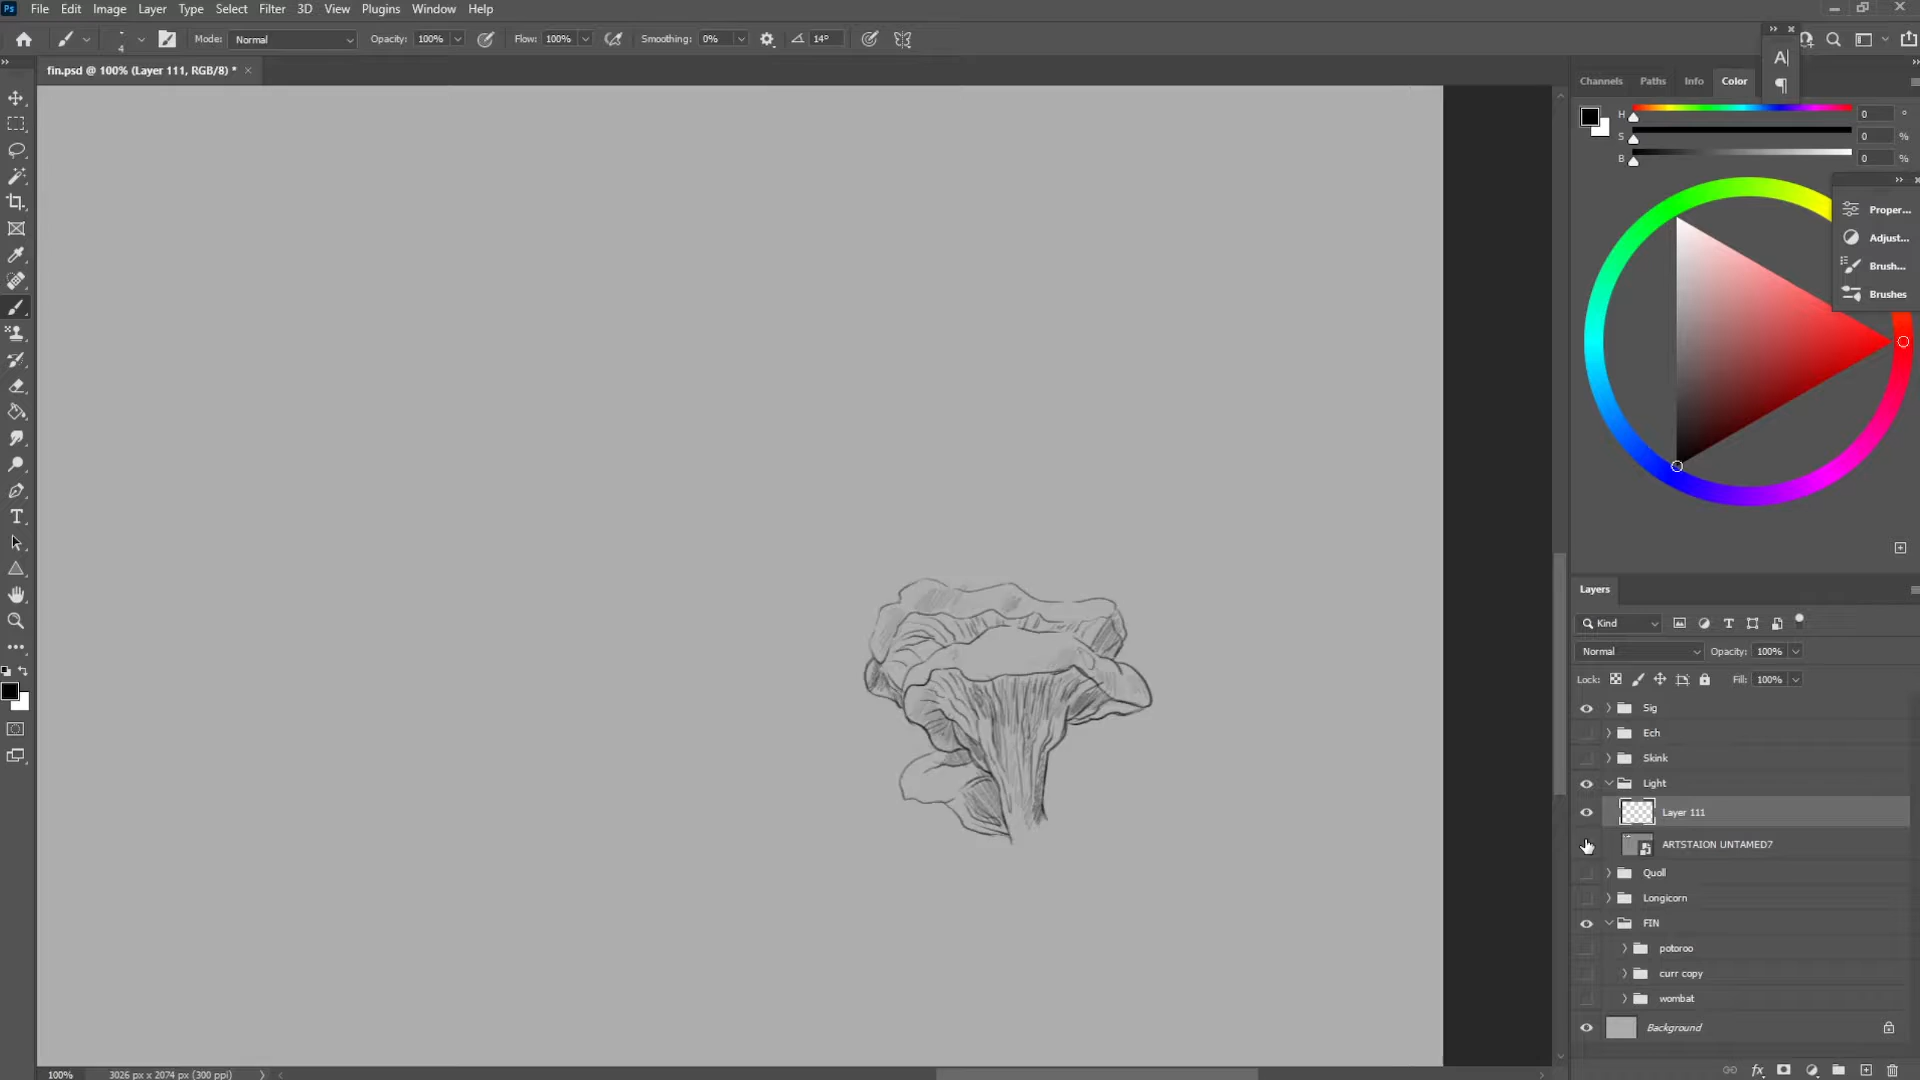 Ps File Edit Image Layer Type Select Filter 3D View Plugins Window Help
4 Mode: Normal Opacity: 100% Flow: 100% Smoothing: 0% 14°
fin.psd @ 100% (Layer 111, RGB/8) * ×
Channels Paths Info Color
H 0 °
S 0 %
B 0 %
Proper...
Adjust...
Brush...
Brushes
Layers
Kind
Normal Opacity: 100%
Lock: Fill: 100%
Sig
Ech
Skink
Light
Layer 111
ARTSTAION UNTAMED7
Quoll
Longicorn
FIN
potoroo
curr copy
wombat
Background
fx
100% 3026 px x 2074 px (300 ppi)